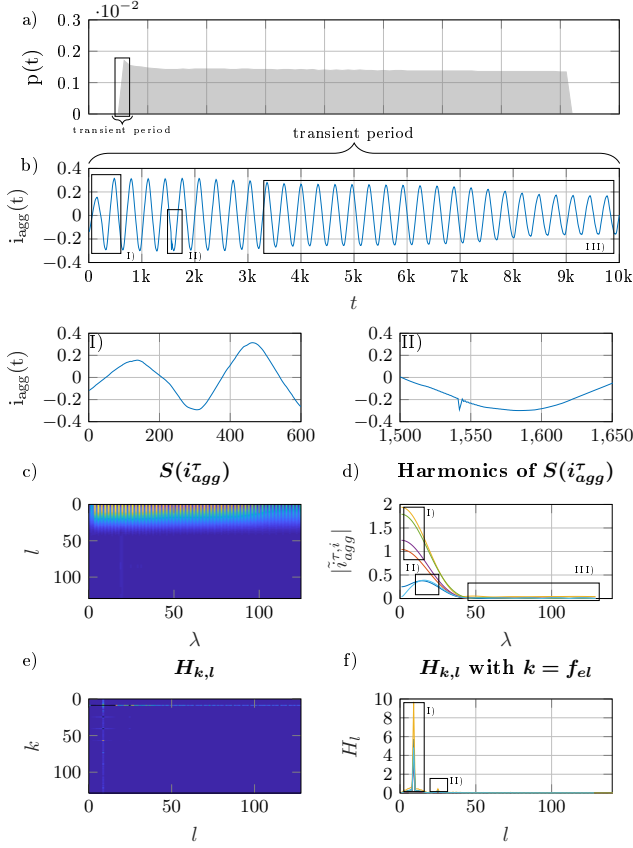 a)
·10⁻²
p(t)
0.3
0.2
0.1
0
transient period
transient period
b)
i_agg(t)
0.4
0.2
0
−0.2
−0.4
I)
II)
III)
0 1k 2k 3k 4k 5k 6k 7k 8k 9k 10k
t
i_agg(t)
0.4
0.2
0
−0.2
−0.4
I)
0 200 400 600
0.4
0.2
0
−0.2
−0.4
II)
1,500 1,550 1,600 1,650
c)
S(i^τ_agg)
l
0
50
100
0 50 100
λ
d)
Harmonics of S(i^τ_agg)
|ĩ^{τ,i}_agg|
2
1.5
1
0.5
0
I)
II)
III)
0 50 100
λ
e)
H_{k,l}
k
0
50
100
0 50 100
l
f)
H_{k,l} with k = f_el
H_l
10
8
6
4
2
0
I)
II)
0 50 100
l